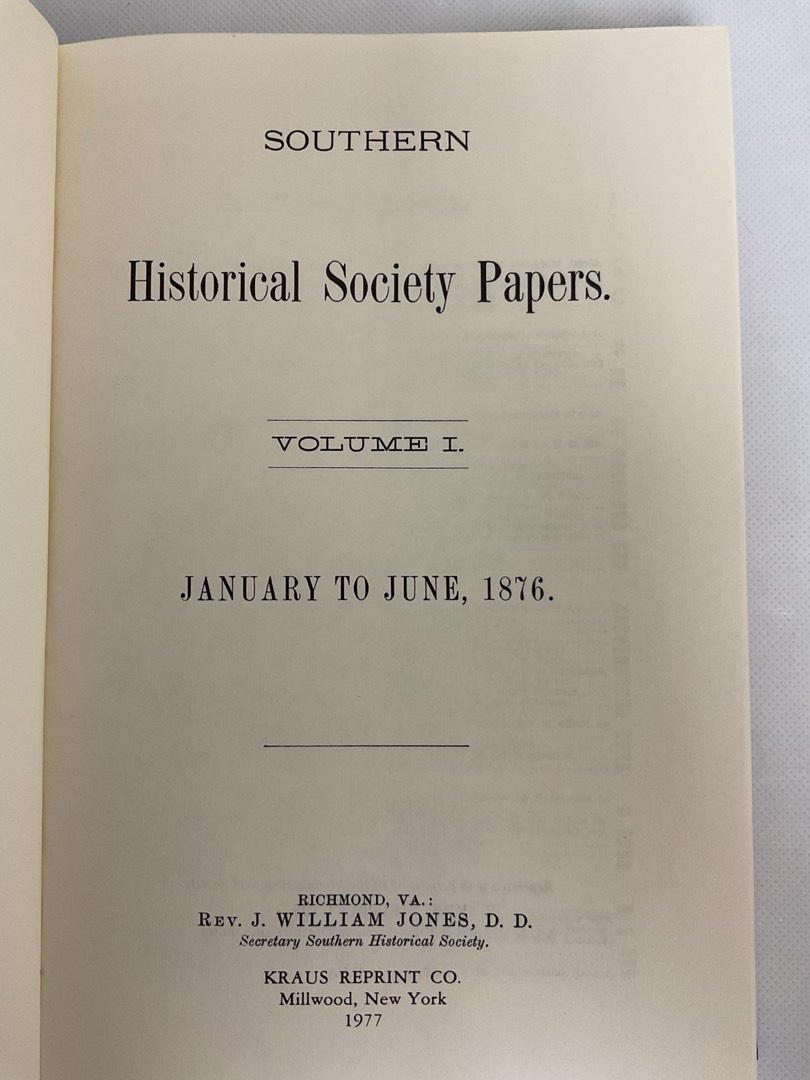 SOUTHERN
Historical Society Papers.
VOLUME I.
JANUARY TO JUNE, 1876.
RICHMOND, VA.:
REV. J. WILLIAM JONES, D. D.
Secretary Southern Historical Society.
KRAUS REPRINT CO.
Millwood, New York
1977